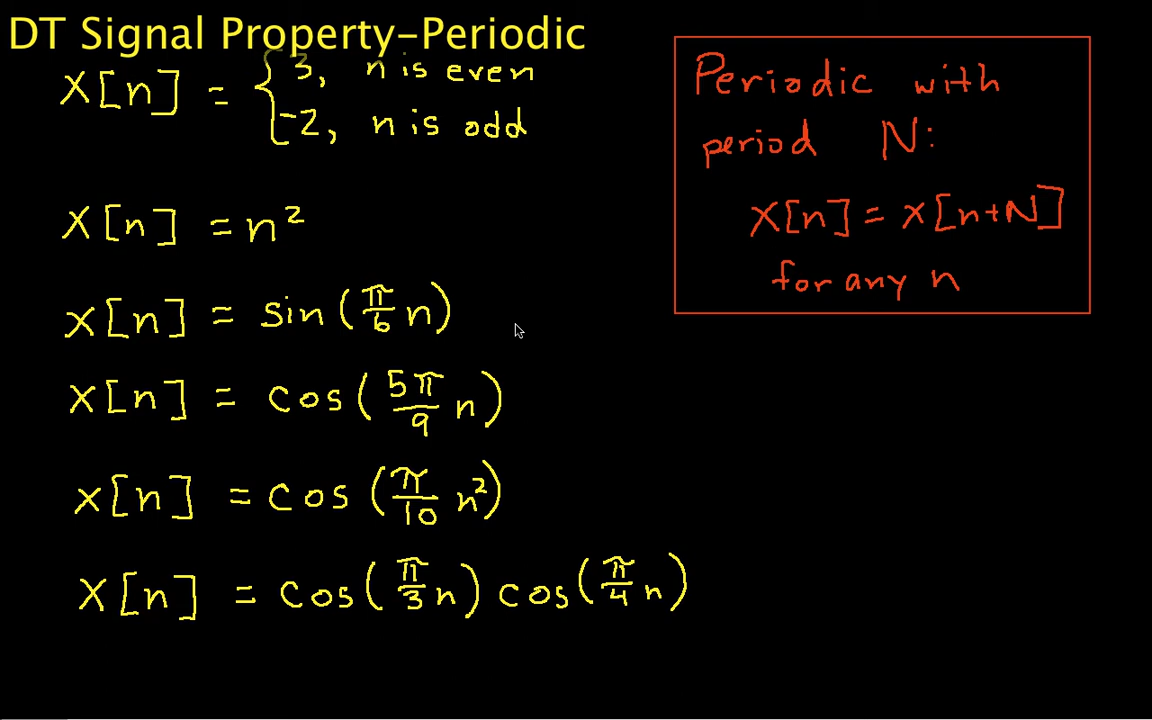 DT Signal Property-Periodic
X[n] = { 3, n is even
-2, n is odd
X[n] = n²
X[n] = sin(π/6 n)
X[n] = cos(5π/9 n)
X[n] = cos(π/10 n²)
X[n] = cos(π/3 n) cos(π/4 n)
Periodic with
period N:
X[n] = x[n+N]
for any n